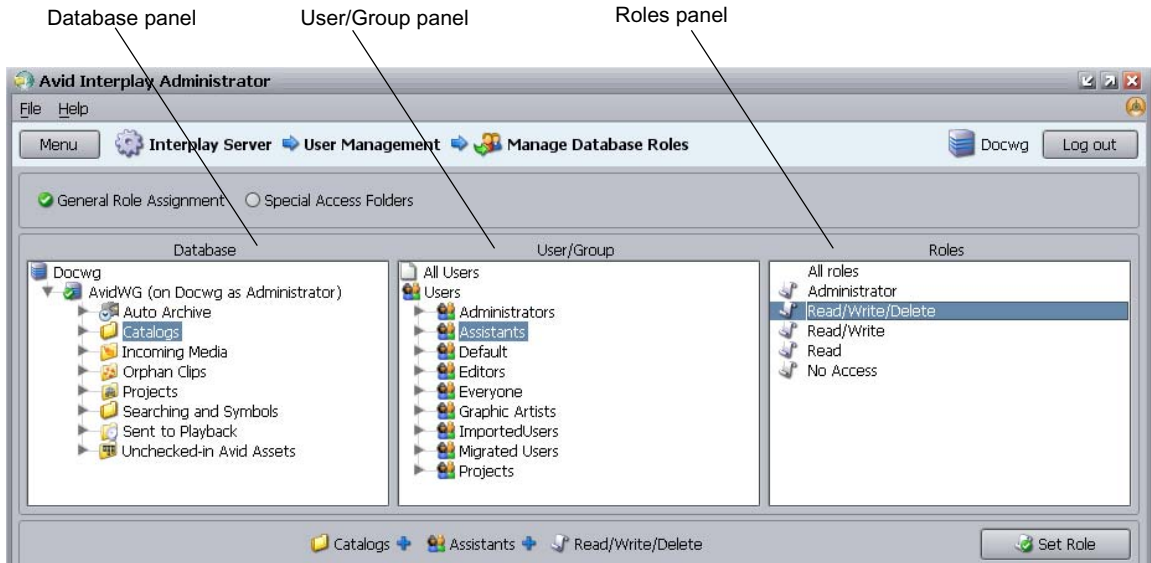 Database panel
User/Group panel
Roles panel
Avid Interplay Administrator
File Help
Menu
Interplay Server
User Management
Manage Database Roles
Docwg
Log out
General Role Assignment
Special Access Folders
Database
Docwg
AvidWG (on Docwg as Administrator)
Auto Archive
Catalogs
Incoming Media
Orphan Clips
Projects
Searching and Symbols
Sent to Playback
Unchecked-in Avid Assets
User/Group
All Users
Users
Administrators
Assistants
Default
Editors
Everyone
Graphic Artists
ImportedUsers
Migrated Users
Projects
Roles
All roles
Administrator
Read/Write/Delete
Read/Write
Read
No Access
Catalogs
Assistants
Read/Write/Delete
Set Role